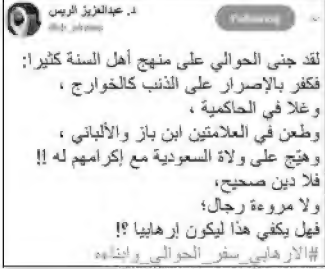 د. عبدالعزيز الريس
Following
لقد جنى الحوالي على منهج أهل السنة كثيرا:
فكفر بالإصرار على الذنب كالخوارج ،
وغلا في الحاكمية ،
وطعن في العلامتين ابن باز والألباني ،
وهيّج على ولاة السعودية مع إكرامهم له !!
فلا دين صحيح،
ولا مروءة رجال؛
فهل يكفي هذا ليكون إرهابيا ؟!
#الارهابي_سفر_الحوالي_وابناءه